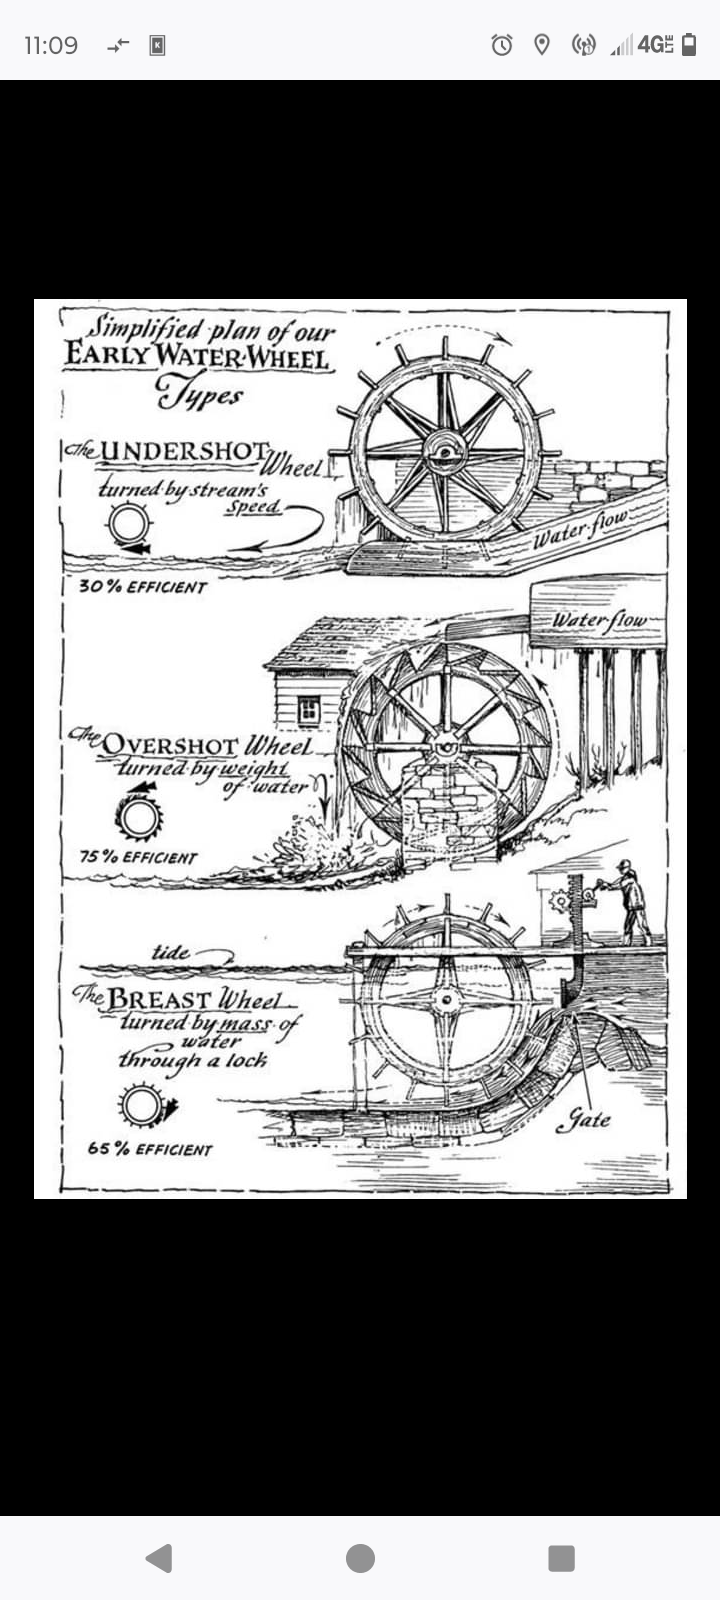 11:09
4G LTE
Simplified plan of our
EARLY WATER-WHEEL
Types
The UNDERSHOT Wheel
turned by stream's
Speed
30% EFFICIENT
Water-flow
Water-flow
The OVERSHOT Wheel
turned by weight
of water
75% EFFICIENT
tide
The BREAST Wheel
turned by mass of
water
through a lock
Gate
65% EFFICIENT